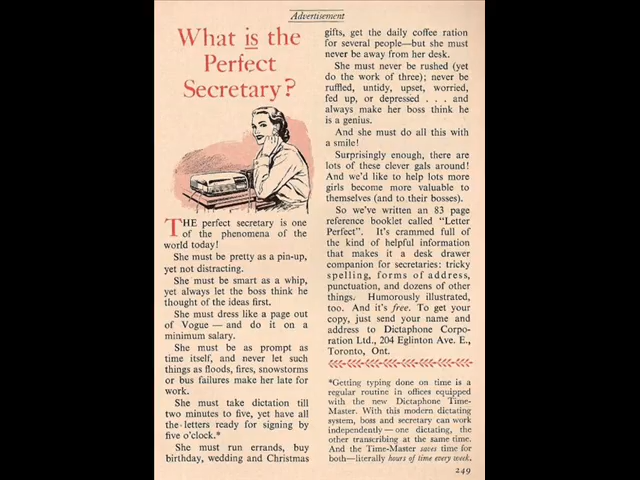 Advertisement
What is the
Perfect
Secretary?
THE perfect secretary is one
of the phenomena of the
world today!
She must be pretty as a pin-up,
yet not distracting.
She must be smart as a whip,
yet always let the boss think he
thought of the ideas first.
She must dress like a page out
of Vogue — and do it on a
minimum salary.
She must be as prompt as
time itself, and never let such
things as floods, fires, snowstorms
or bus failures make her late for
work.
She must take dictation till
two minutes to five, yet have all
the letters ready for signing by
five o'clock.*
She must run errands, buy
birthday, wedding and Christmas
gifts, get the daily coffee ration
for several people—but she must
never be away from her desk.
She must never be rushed (yet
do the work of three); never be
ruffled, untidy, upset, worried,
fed up, or depressed . . . and
always make her boss think he
is a genius.
And she must do all this with
a smile!
Surprisingly enough, there are
lots of these clever gals around!
And we'd like to help lots more
girls become more valuable to
themselves (and to their bosses).
So we've written an 83 page
reference booklet called "Letter
Perfect". It's crammed full of
the kind of helpful information
that makes it a desk drawer
companion for secretaries: tricky
spelling, forms of address,
punctuation, and dozens of other
things. Humorously illustrated,
too. And it's free. To get your
copy, just send your name and
address to Dictaphone Corpo-
ration Ltd., 204 Eglinton Ave. E.,
Toronto, Ont.
*Getting typing done on time is a
regular routine in offices equipped
with the new Dictaphone Time-
Master. With this modern dictating
system, boss and secretary can work
independently — one dictating, the
other transcribing at the same time.
And the Time-Master saves time for
both—literally hours of time every week.
249